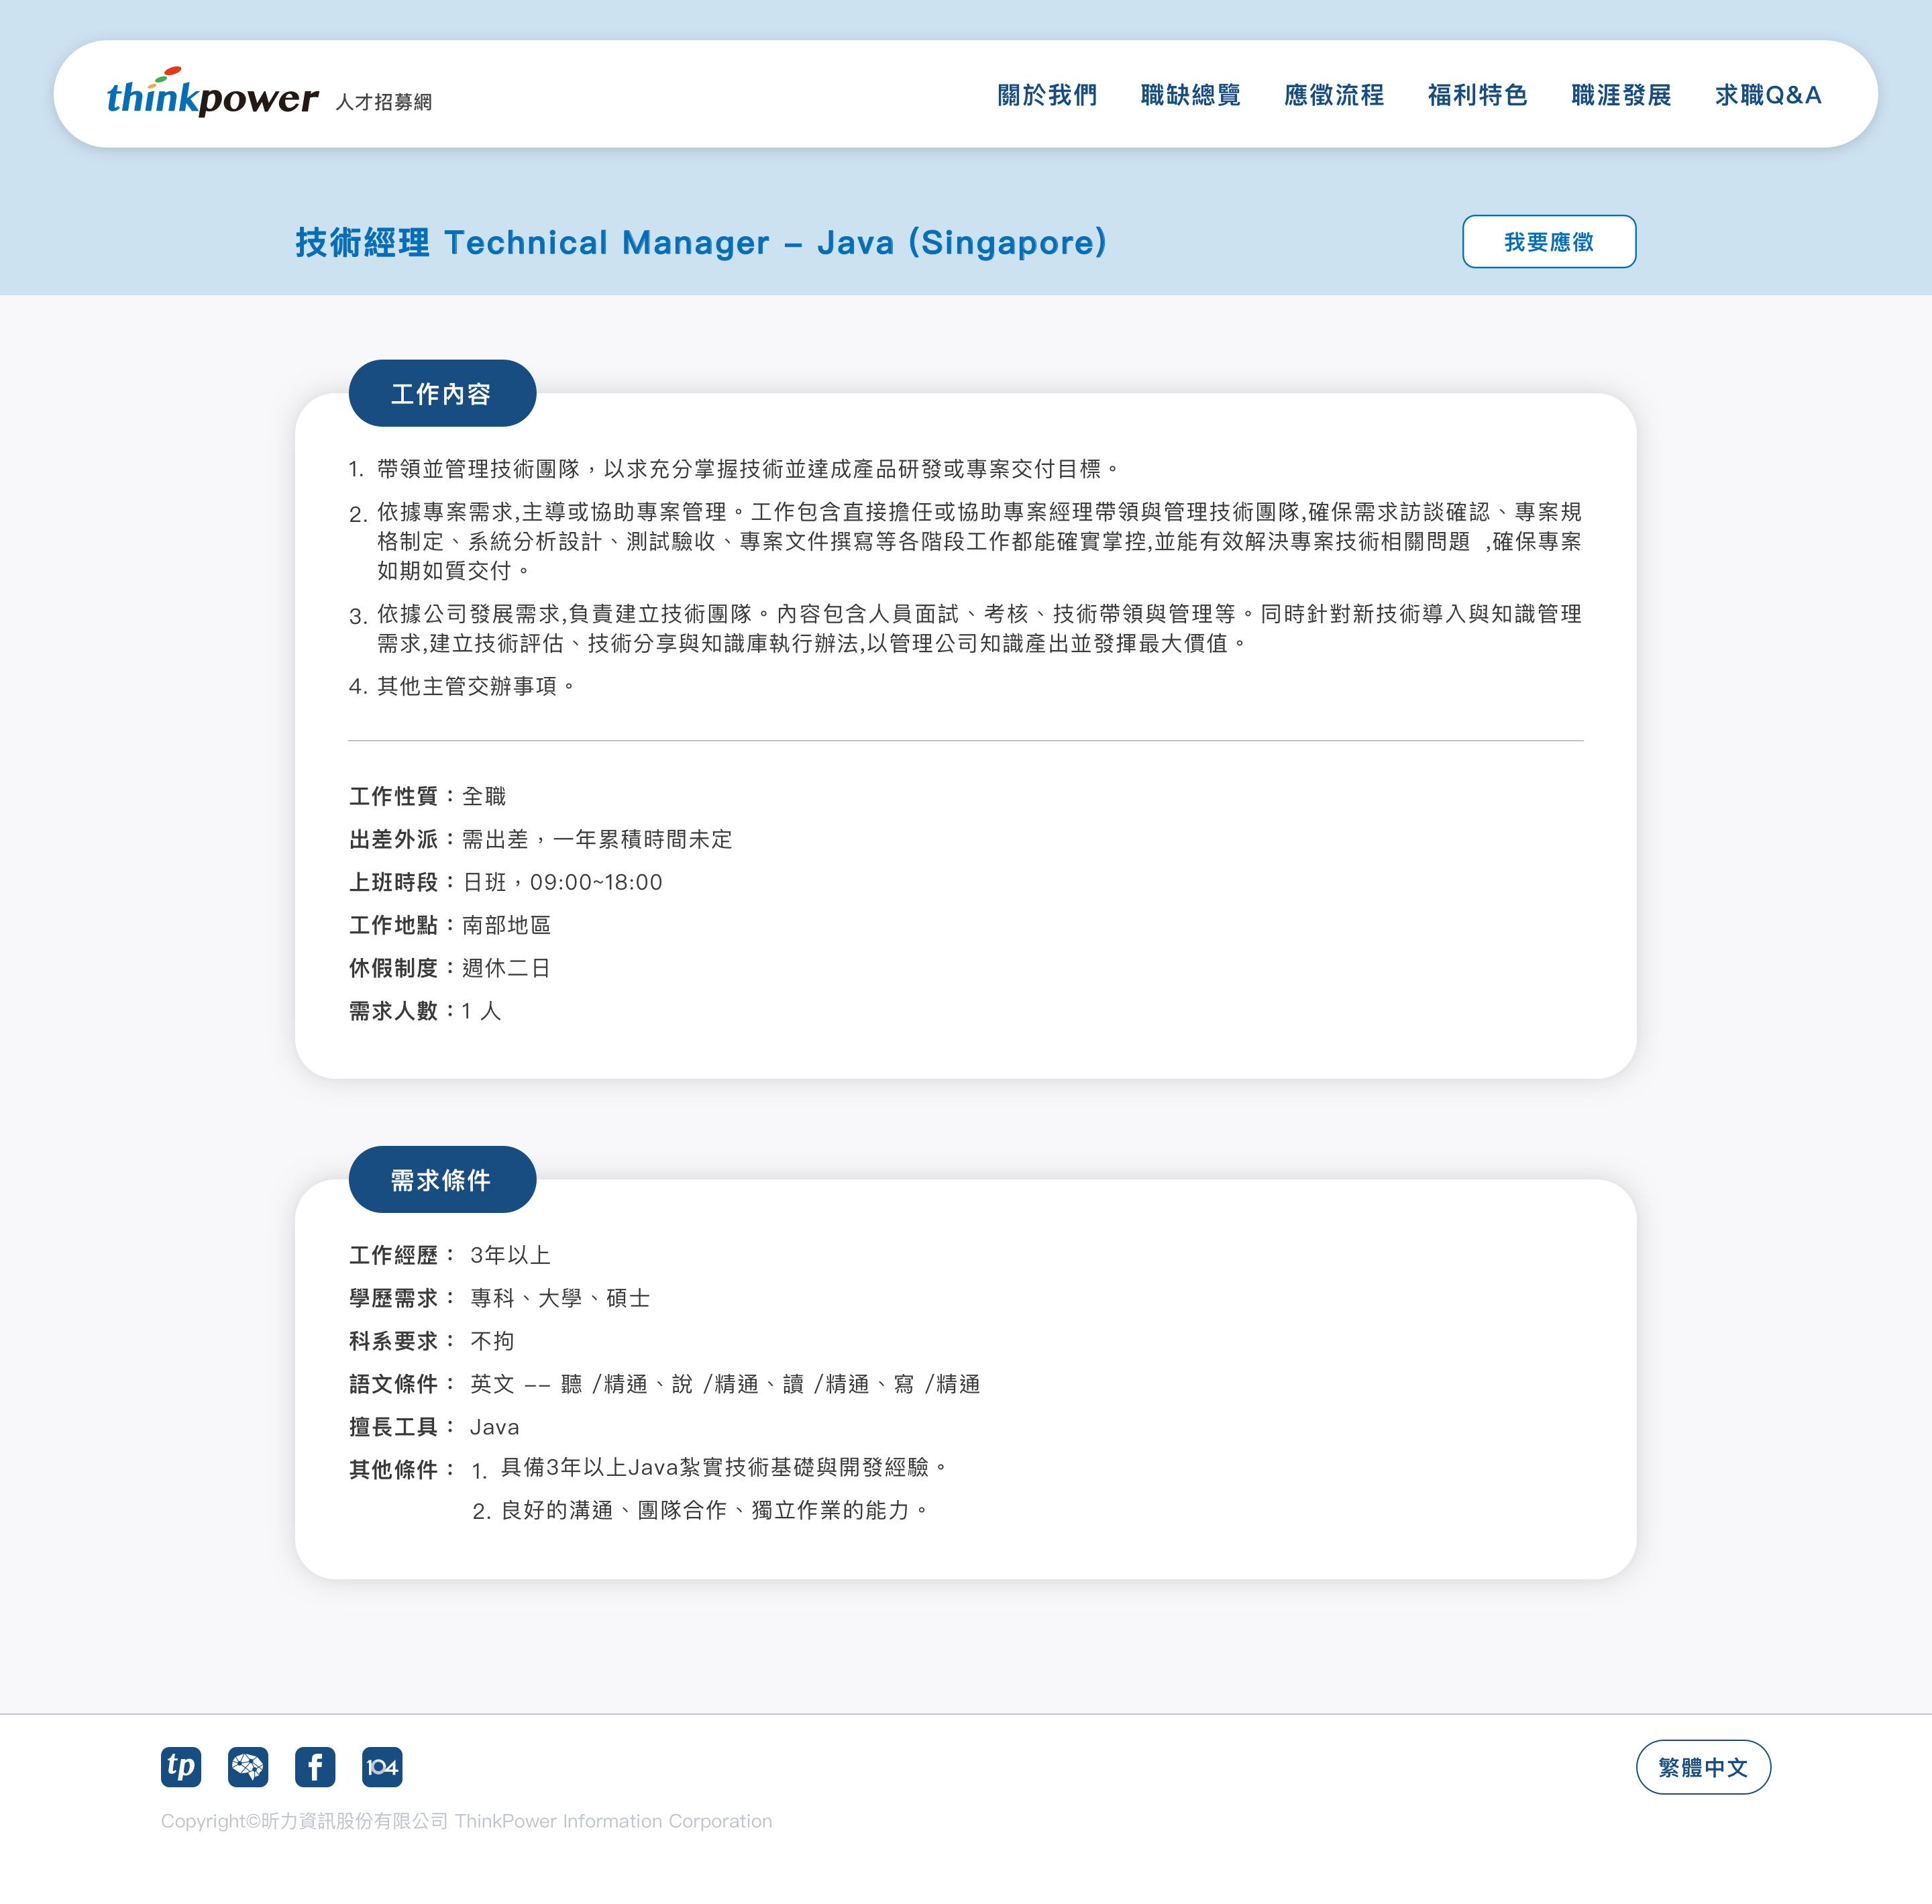 thinkpower 人才招募網
關於我們 職缺總覽 應徵流程 福利特色 職涯發展 求職Q&A
技術經理 Technical Manager – Java (Singapore)
我要應徵
工作內容
1. 帶領並管理技術團隊，以求充分掌握技術並達成產品研發或專案交付目標。
2. 依據專案需求,主導或協助專案管理。工作包含直接擔任或協助專案經理帶領與管理技術團隊,確保需求訪談確認、專案規
格制定、系統分析設計、測試驗收、專案文件撰寫等各階段工作都能確實掌控,並能有效解決專案技術相關問題 ,確保專案
如期如質交付。
3. 依據公司發展需求,負責建立技術團隊。內容包含人員面試、考核、技術帶領與管理等。同時針對新技術導入與知識管理
需求,建立技術評估、技術分享與知識庫執行辦法,以管理公司知識產出並發揮最大價值。
4. 其他主管交辦事項。
工作性質：全職
出差外派：需出差，一年累積時間未定
上班時段：日班，09:00~18:00
工作地點：南部地區
休假制度：週休二日
需求人數：1 人
需求條件
工作經歷： 3年以上
學歷需求： 專科、大學、碩士
科系要求： 不拘
語文條件： 英文 -- 聽 /精通、說 /精通、讀 /精通、寫 /精通
擅長工具： Java
其他條件： 1. 具備3年以上Java紮實技術基礎與開發經驗。
2. 良好的溝通、團隊合作、獨立作業的能力。
tp f 104
繁體中文
Copyright©昕力資訊股份有限公司 ThinkPower Information Corporation